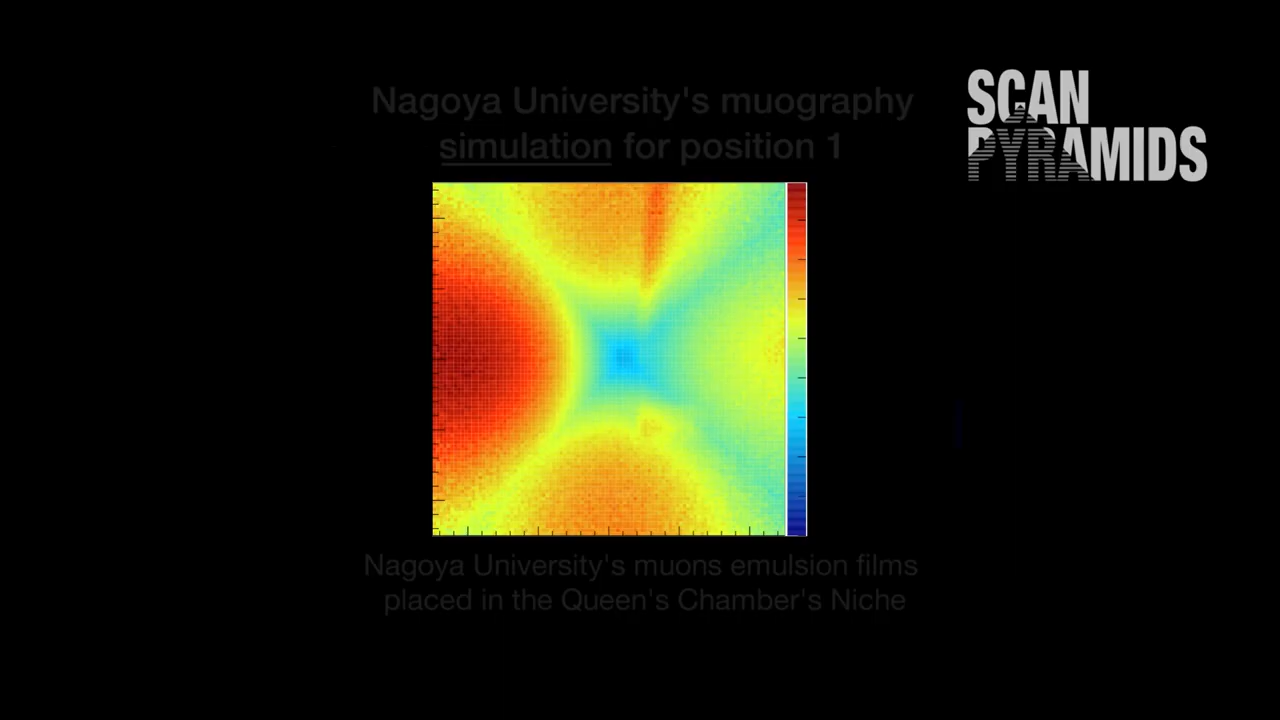 SCAN
PYRAMIDS
Nagoya University's muography
simulation for position 1
Nagoya University's muons emulsion films
placed in the Queen's Chamber's Niche